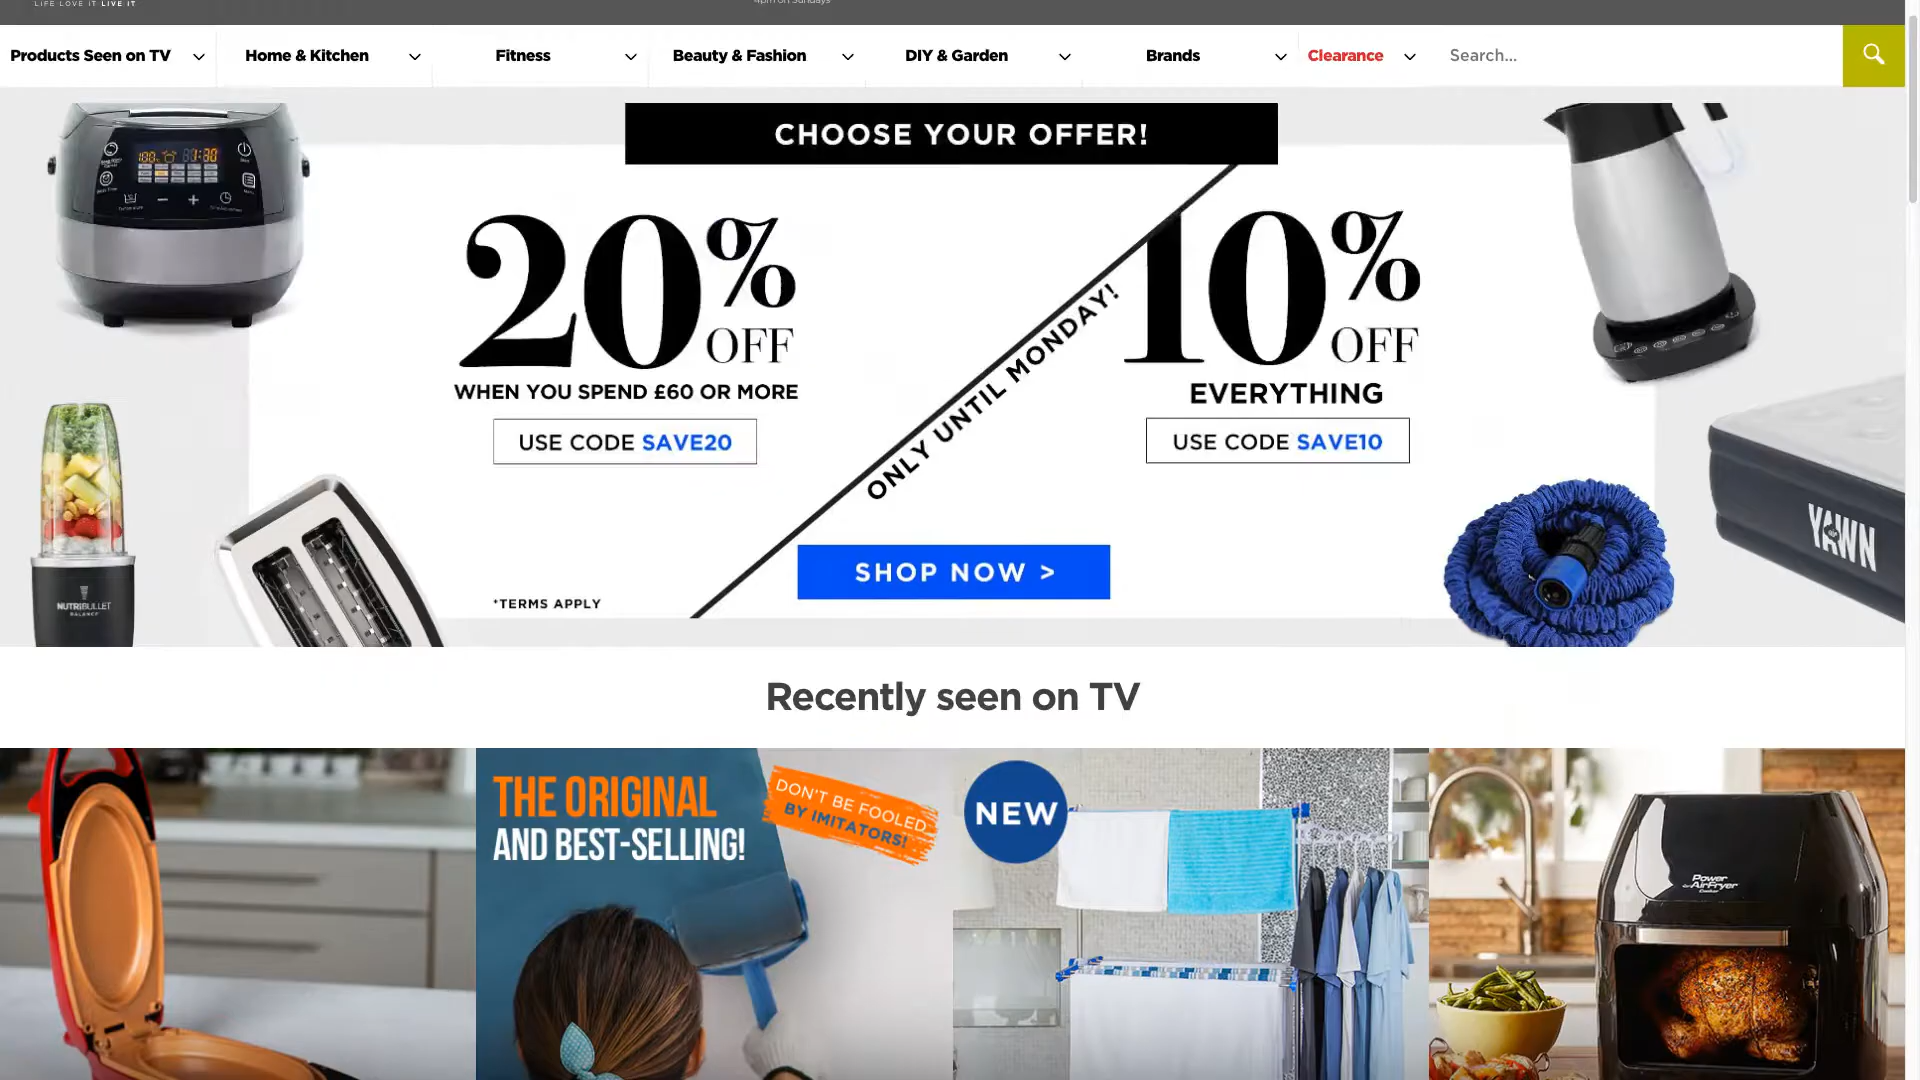 LIFE LOVE IT LIVE IT
4pm on Sundays
Products Seen on TV
Home & Kitchen
Fitness
Beauty & Fashion
DIY & Garden
Brands
Clearance
Search...
CHOOSE YOUR OFFER!
20% OFF
WHEN YOU SPEND £60 OR MORE
USE CODE SAVE20
ONLY UNTIL MONDAY!
10% OFF
EVERYTHING
USE CODE SAVE10
SHOP NOW >
*TERMS APPLY
NUTRIBULLET
BALANCE
YAWN
Recently seen on TV
THE ORIGINAL
AND BEST-SELLING!
DON'T BE FOOLED
BY IMITATORS!
NEW
Power
AirFryer
Cooker